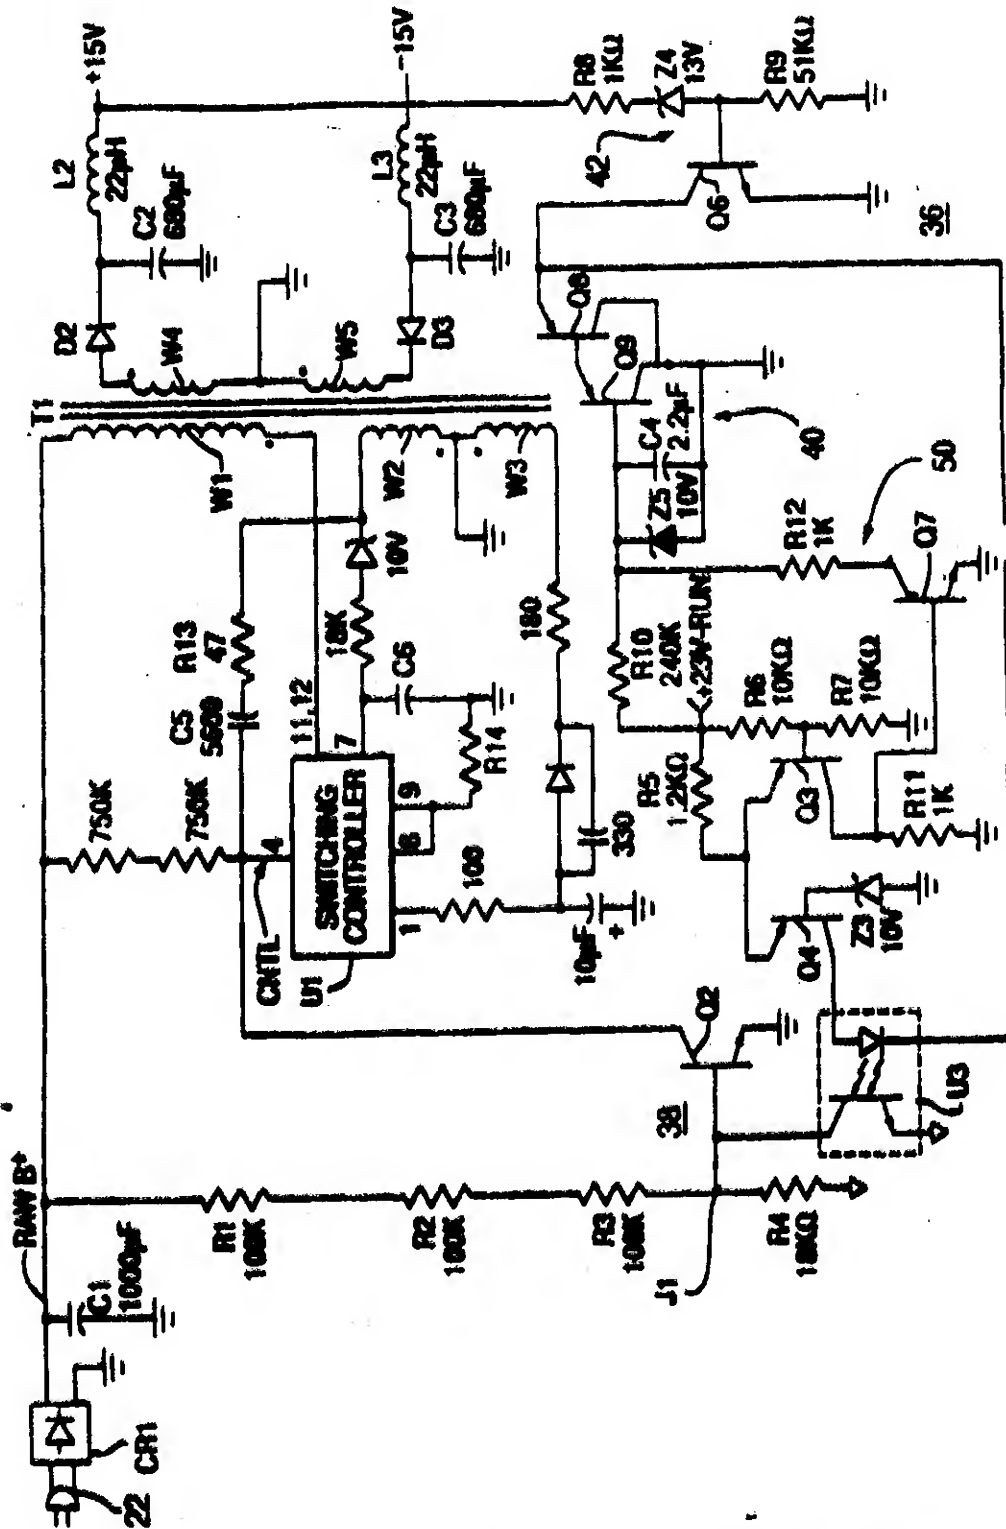 22
CR1
C1
1000µF
RAW B+
R1
100K
R2
100K
R3
100K
R4
J1
38
Q2
U3
750K
750K
CNTL
4
U1
SWITCHING
CONTROLLER
1
8
9
7
11,12
C5
R13
47
18K
10V
C6
R14
100
10µF
+
330
180
T1
W1
W2
W3
W4
W5
D2
D3
C2
680µF
C3
680µF
L2
22µH
L3
22µH
+15V
-15V
R8
1KΩ
Z4
13V
R9
51KΩ
42
Q6
36
Q8
Q9
C4
2.2µF
Z5
10V
40
R12
1K
50
Q7
R10
240K
+23V-RUN
R5
1.2KΩ
R6
10KΩ
R7
10KΩ
Q3
R11
1K
Q4
Z3
10V